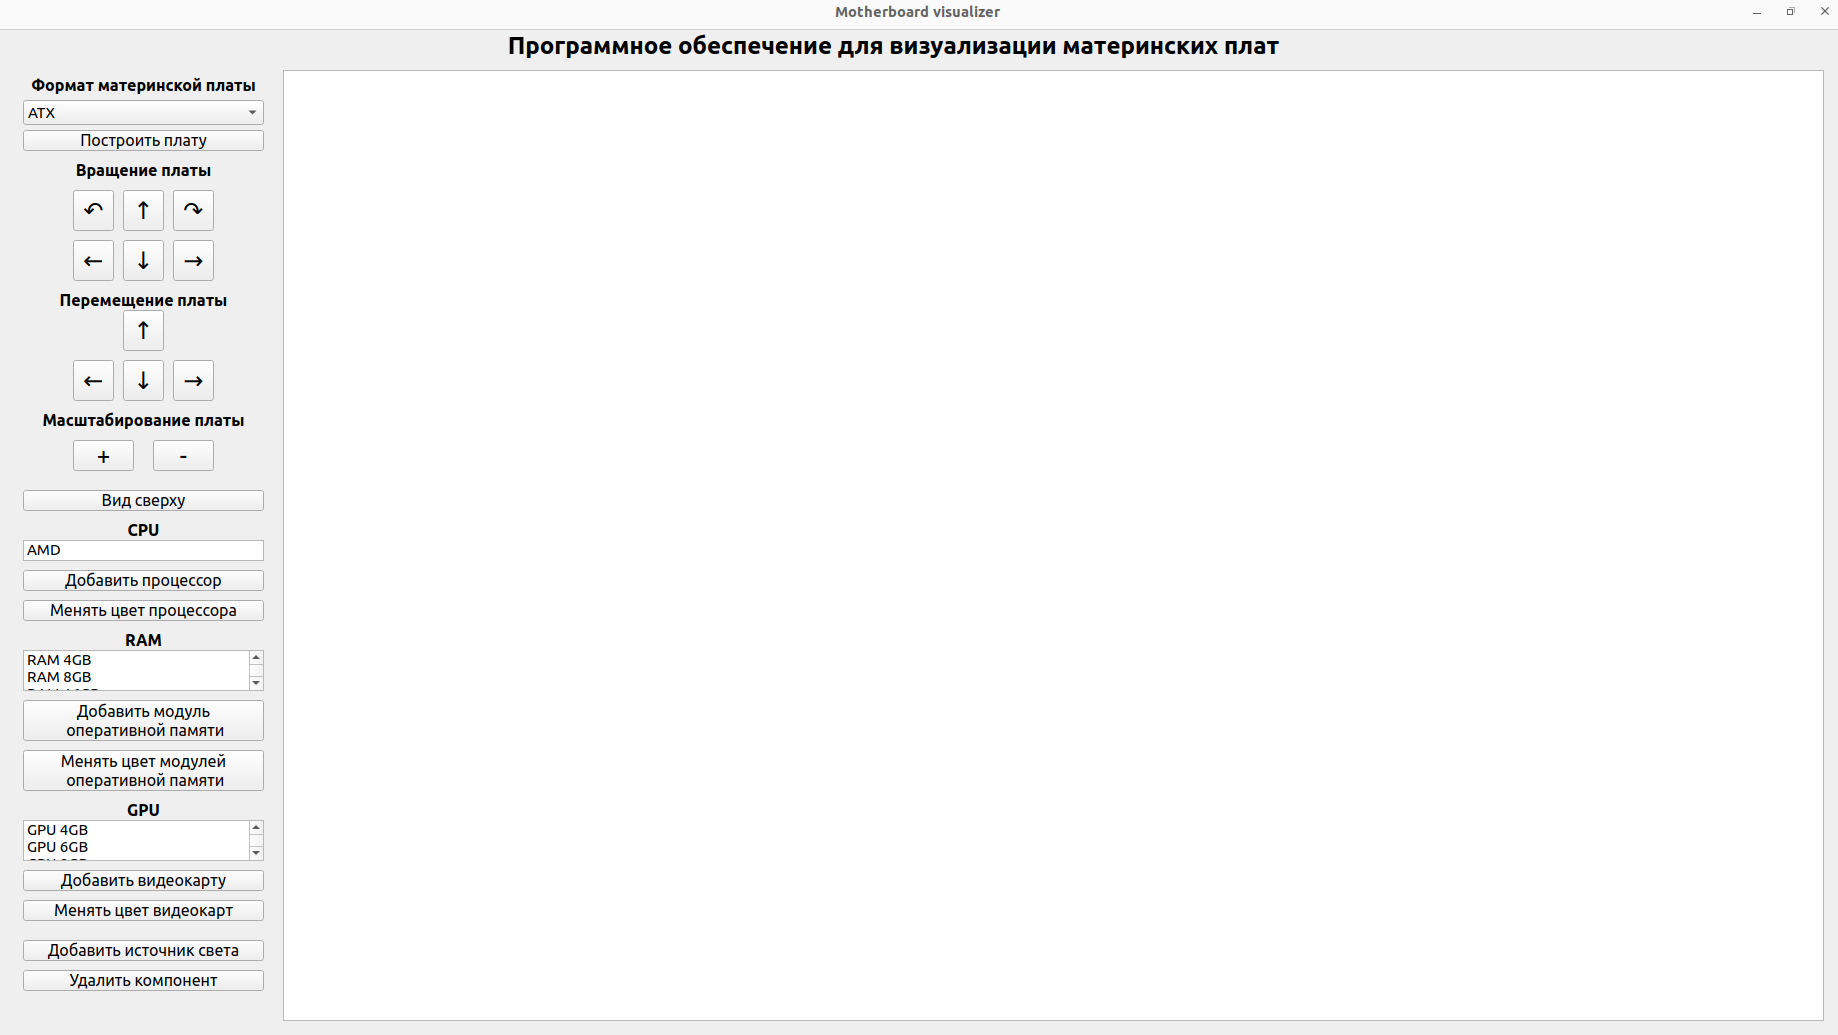 Motherboard visualizer
Программное обеспечение для визуализации материнских плат
Формат материнской платы
ATX
Построить плату
Вращение платы
↶ ↑ ↷
← ↓ →
Перемещение платы
↑
← ↓ →
Масштабирование платы
+ -
Вид сверху
CPU
AMD
Добавить процессор
Менять цвет процессора
RAM
RAM 4GB
RAM 8GB
Добавить модуль
оперативной памяти
Менять цвет модулей
оперативной памяти
GPU
GPU 4GB
GPU 6GB
Добавить видеокарту
Менять цвет видеокарт
Добавить источник света
Удалить компонент